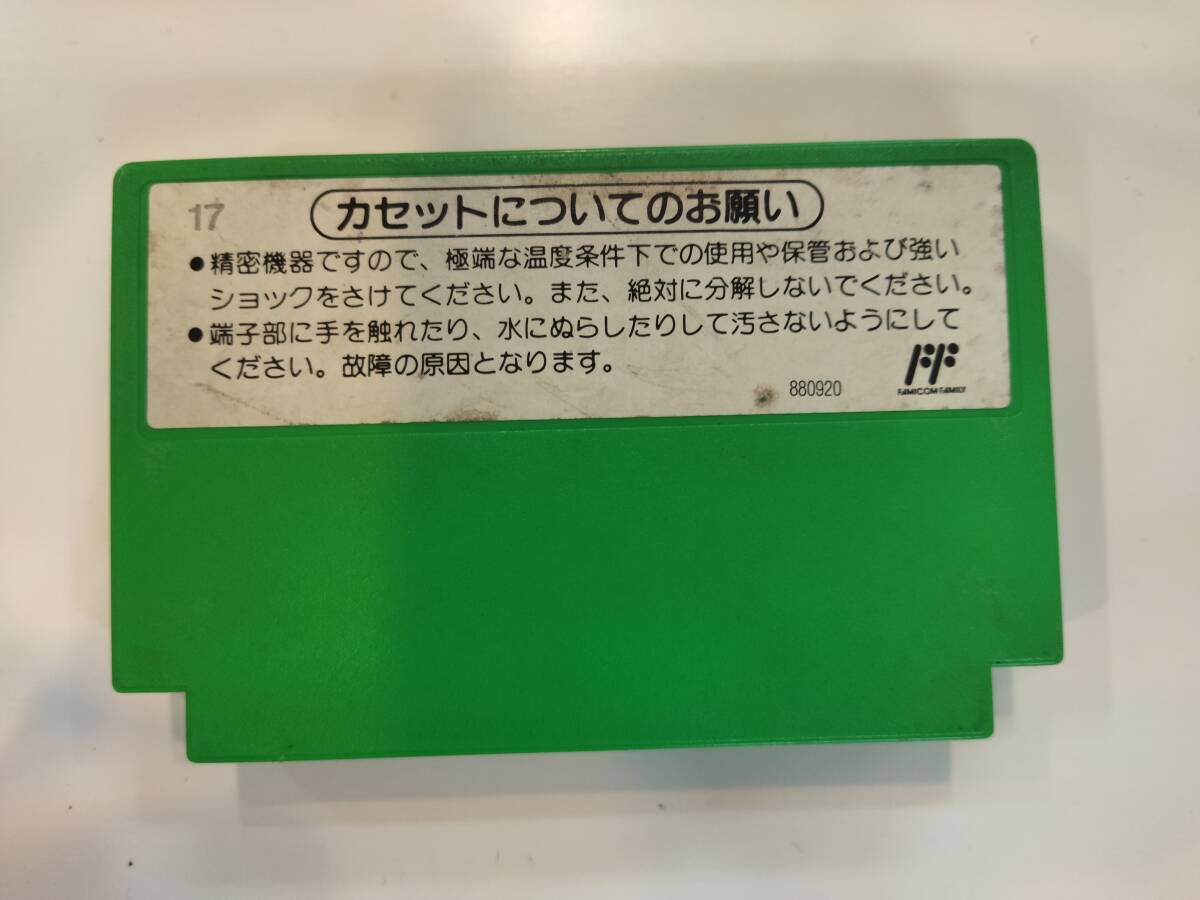 17
カセットについてのお願い
●精密機器ですので、極端な温度条件下での使用や保管および強い
ショックをさけてください。また、絶対に分解しないでください。
●端子部に手を触れたり、水にぬらしたりして汚さないようにして
ください。故障の原因となります。
880920
FF
FAMICOM FAMILY